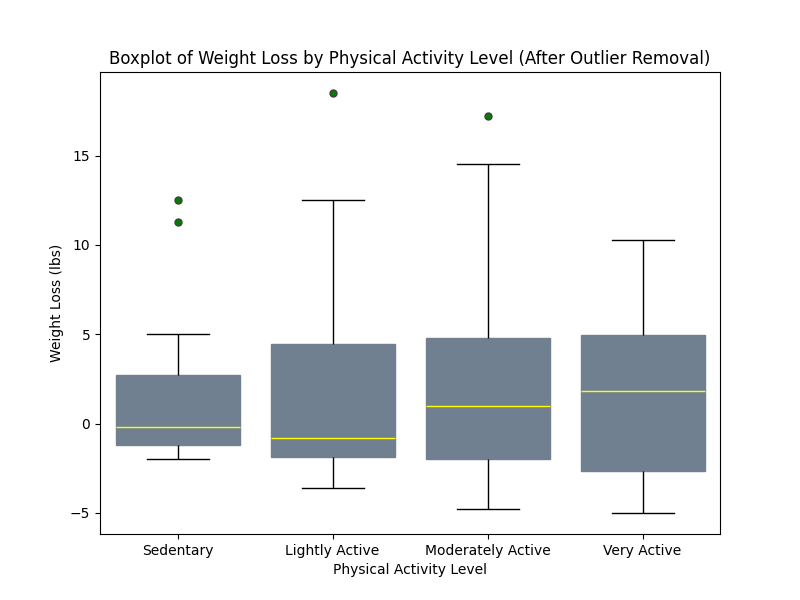 Boxplot of Weight Loss by Physical Activity Level (After Outlier Removal)
Weight Loss (lbs)
15
10
5
0
−5
Sedentary
Lightly Active
Moderately Active
Very Active
Physical Activity Level